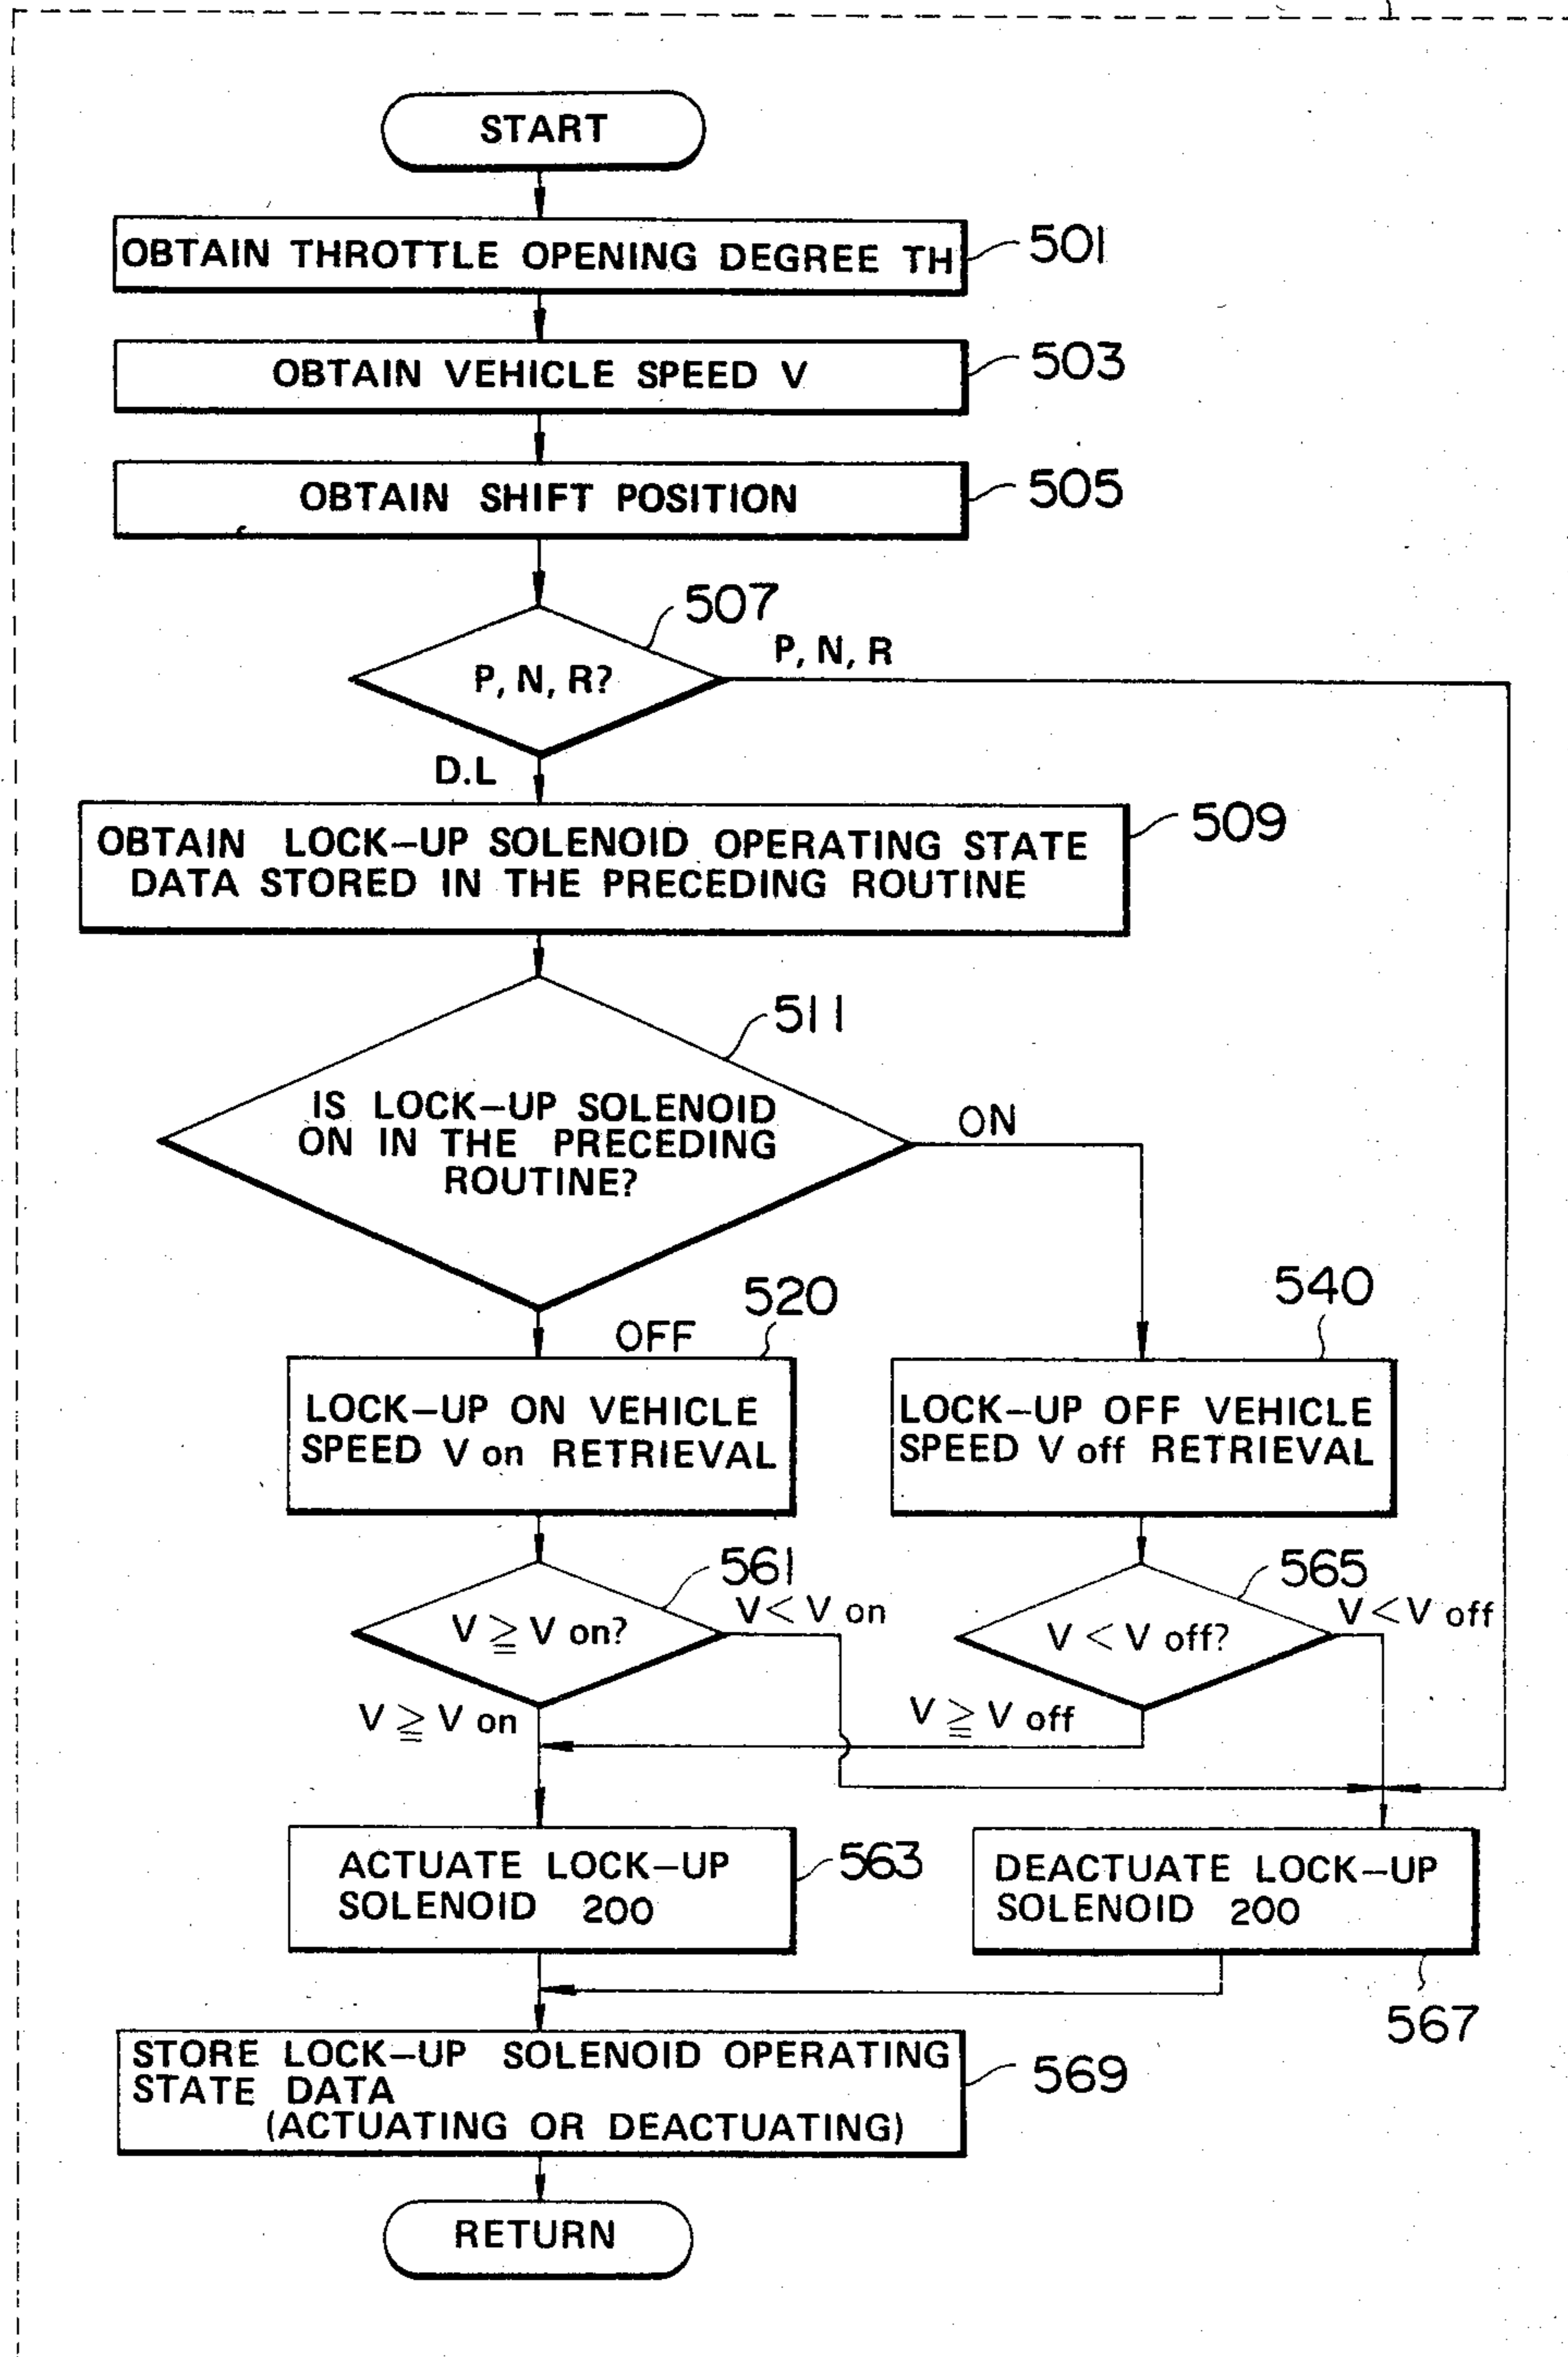 START
OBTAIN THROTTLE OPENING DEGREE TH
501
OBTAIN VEHICLE SPEED V
503
OBTAIN SHIFT POSITION
505
507
P, N, R?
P, N, R
D.L
OBTAIN LOCK-UP SOLENOID OPERATING STATE
DATA STORED IN THE PRECEDING ROUTINE
509
511
IS LOCK-UP SOLENOID
ON IN THE PRECEDING
ROUTINE?
ON
OFF
520
LOCK-UP ON VEHICLE
SPEED V on RETRIEVAL
540
LOCK-UP OFF VEHICLE
SPEED V off RETRIEVAL
561
V ≧ V on?
V < V on
V ≧ V on
565
V < V off?
V < V off
V ≧ V off
ACTUATE LOCK-UP
SOLENOID 200
563
DEACTUATE LOCK-UP
SOLENOID 200
567
STORE LOCK-UP SOLENOID OPERATING
STATE DATA
(ACTUATING OR DEACTUATING)
569
RETURN